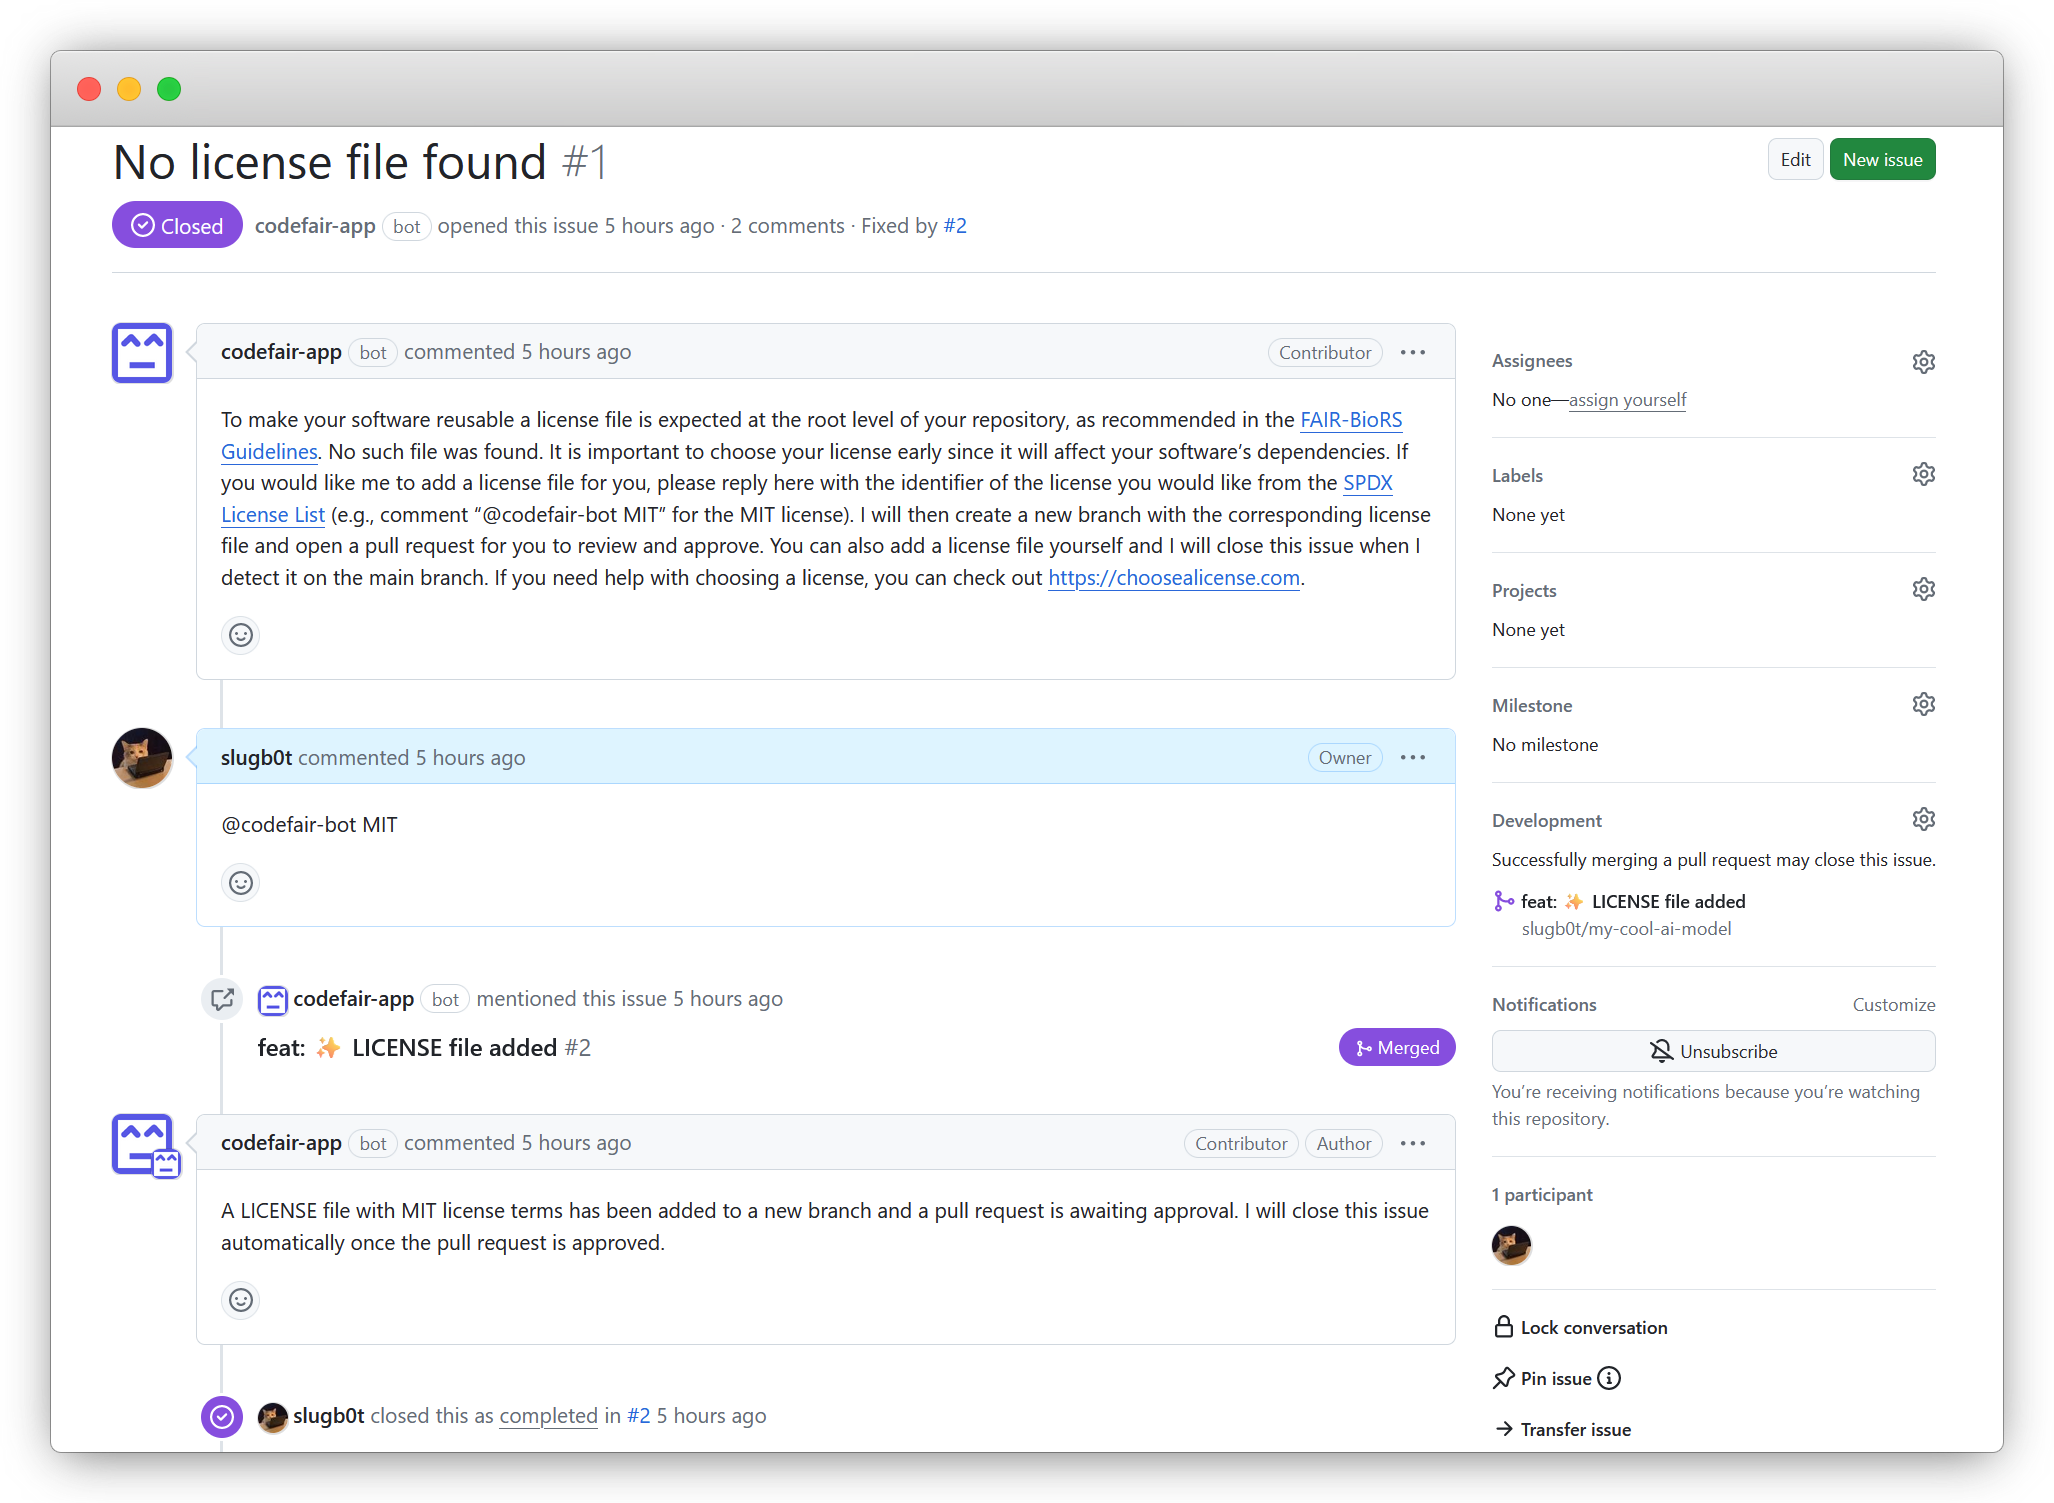 No license file found #1
Edit
New issue
Closed
codefair-app bot opened this issue 5 hours ago · 2 comments · Fixed by #2
codefair-app bot commented 5 hours ago
Contributor
To make your software reusable a license file is expected at the root level of your repository, as recommended in the FAIR-BioRS
Guidelines. No such file was found. It is important to choose your license early since it will affect your software’s dependencies. If
you would like me to add a license file for you, please reply here with the identifier of the license you would like from the SPDX
License List (e.g., comment “@codefair-bot MIT” for the MIT license). I will then create a new branch with the corresponding license
file and open a pull request for you to review and approve. You can also add a license file yourself and I will close this issue when I
detect it on the main branch. If you need help with choosing a license, you can check out https://choosealicense.com.
slugb0t commented 5 hours ago
Owner
@codefair-bot MIT
codefair-app bot mentioned this issue 5 hours ago
feat: ✨ LICENSE file added #2
Merged
codefair-app bot commented 5 hours ago
Contributor
Author
A LICENSE file with MIT license terms has been added to a new branch and a pull request is awaiting approval. I will close this issue
automatically once the pull request is approved.
slugb0t closed this as completed in #2 5 hours ago
Assignees
No one—assign yourself
Labels
None yet
Projects
None yet
Milestone
No milestone
Development
Successfully merging a pull request may close this issue.
feat: ✨ LICENSE file added
slugb0t/my-cool-ai-model
Notifications
Customize
Unsubscribe
You’re receiving notifications because you’re watching
this repository.
1 participant
Lock conversation
Pin issue
Transfer issue